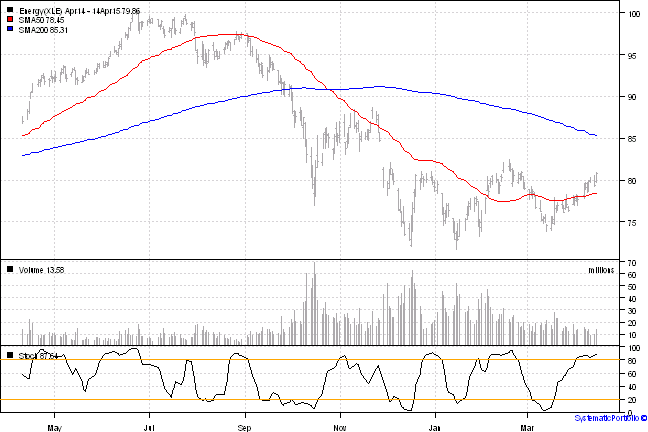 Energy(XLE) Apr14 - 14Apr15 79.86
SMA50 78.45
SMA200 85.31
100
95
90
85
80
75
Volume 13.58
millions
70
60
50
40
30
20
10
Stock 87.64
100
80
60
40
20
0
May
Jul
Sep
Nov
Jan
Mar
SystematicPortfolio ©